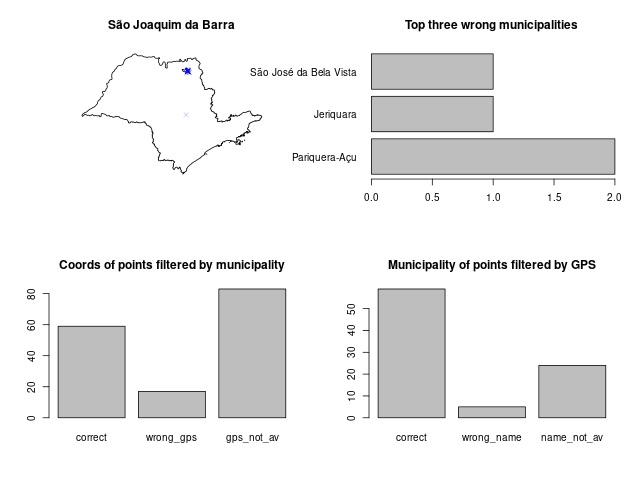 São Joaquim da Barra
Top three wrong municipalities
São José da Bela Vista
Jeriquara
Pariquera-Açu
0.0 0.5 1.0 1.5 2.0
Coords of points filtered by municipality
80
60
40
20
0
correct wrong_gps gps_not_av
Municipality of points filtered by GPS
50
40
30
20
10
0
correct wrong_name name_not_av